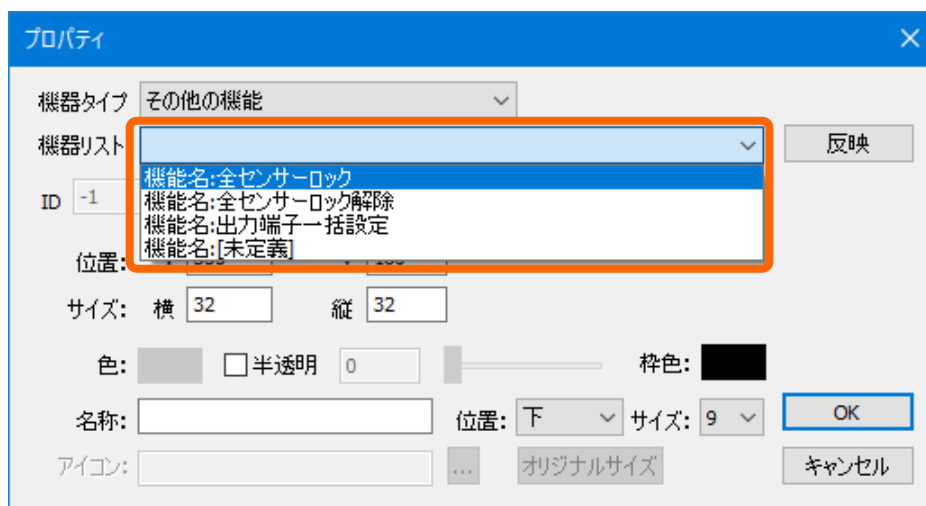 プロパティ
機器タイプ その他の機能
機器リスト 反映
機能名:全センサーロック
機能名:全センサーロック解除
機能名:出力端子一括設定
機能名:[未定義]
ID -1
位置:
サイズ: 横 32 縦 32
色: 半透明 0 枠色:
名称: 位置: 下 サイズ: 9 OK
アイコン: ... オリジナルサイズ キャンセル